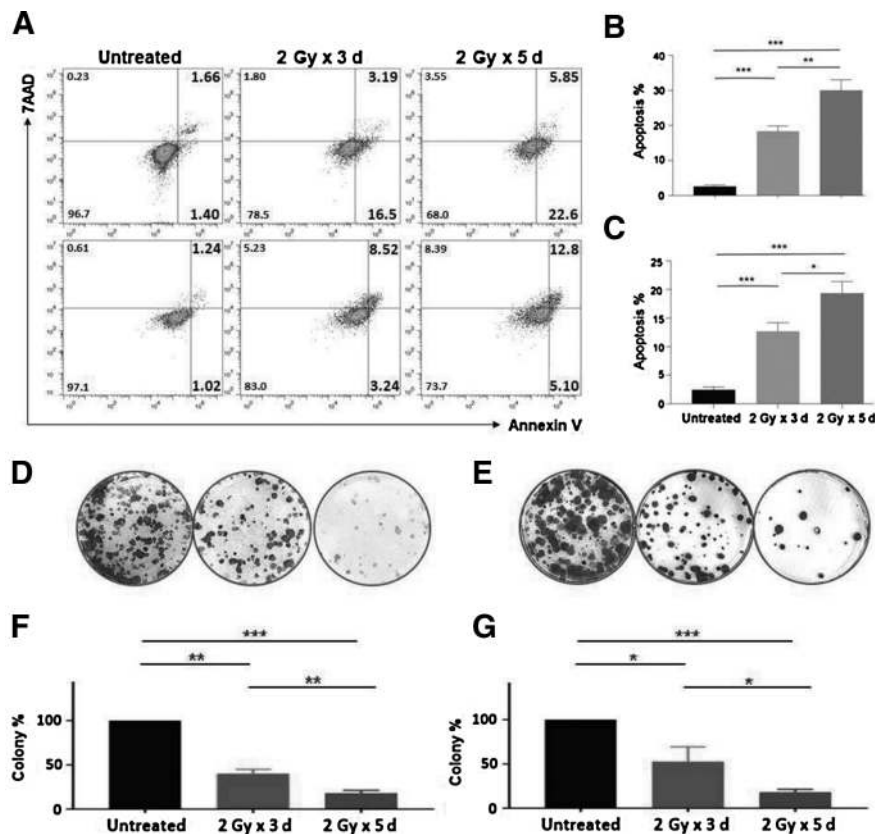 A
Untreated
2 Gy x 3 d
2 Gy x 5 d
7AAD
0.23
1.66
1.80
3.19
3.55
5.85
96.7
1.40
78.5
16.5
68.0
22.6
0.61
1.24
5.23
8.52
8.39
12.8
97.1
1.02
83.0
3.24
73.7
5.10
Annexin V
B
Apoptosis %
40
30
20
10
0
***
***
**
C
Apoptosis %
25
20
15
10
5
0
***
***
*
Untreated 2 Gy x 3 d 2 Gy x 5 d
D
E
F
***
**
**
Colony %
100
50
0
Untreated 2 Gy x 3 d 2 Gy x 5 d
G
***
*
*
Colony %
100
50
0
Untreated 2 Gy x 3 d 2 Gy x 5 d